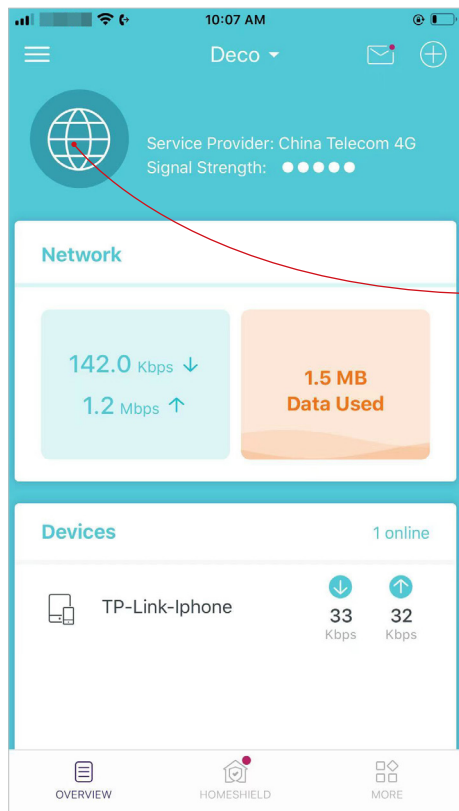 10:07 AM
Deco
Service Provider: China Telecom 4G
Signal Strength:
Network
142.0 Kbps ↓
1.2 Mbps ↑
1.5 MB
Data Used
Devices
1 online
TP-Link-Iphone
33
Kbps
32
Kbps
OVERVIEW
HOMESHIELD
MORE